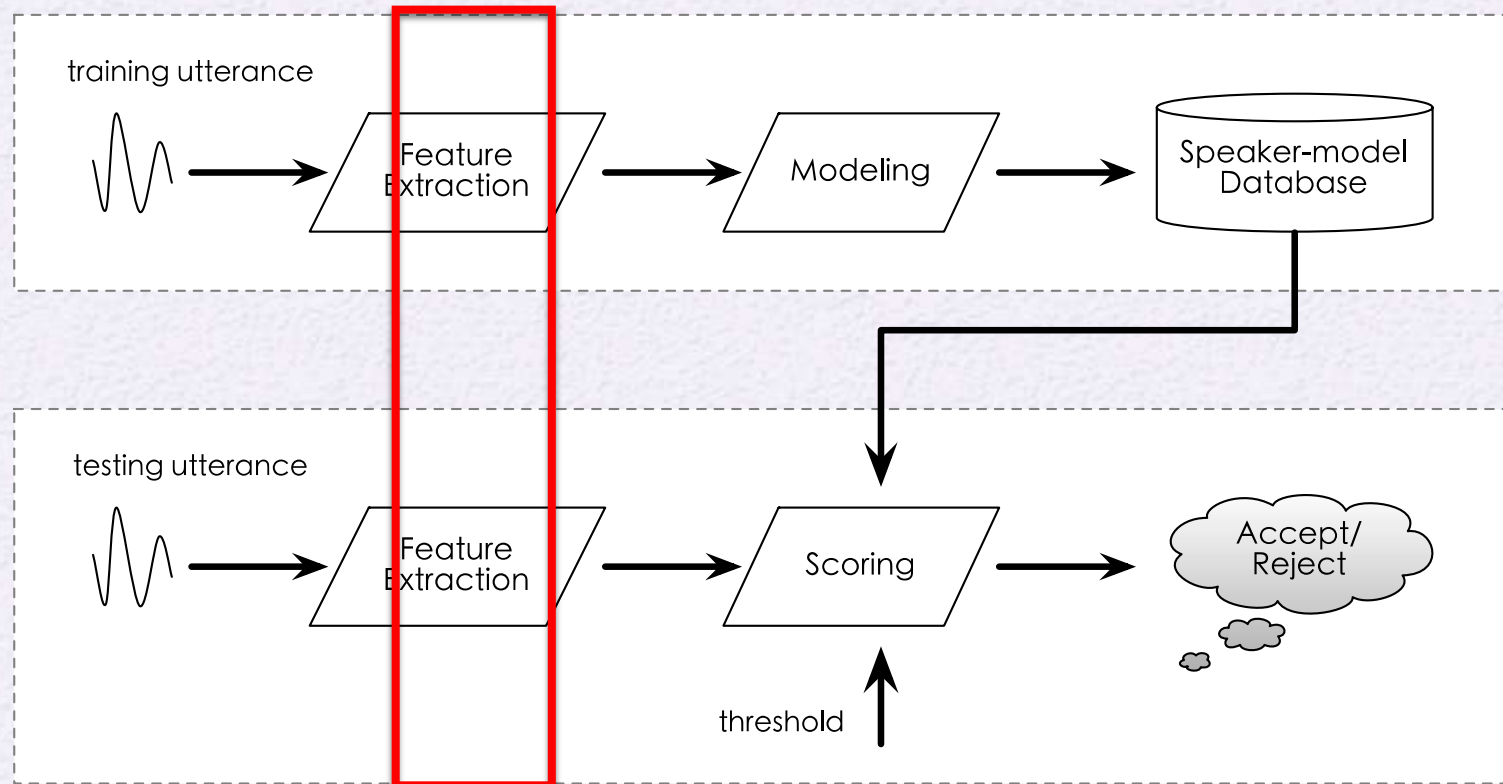 training utterance
Feature
Extraction
Modeling
Speaker-model
Database
testing utterance
Feature
Extraction
Scoring
Accept/
Reject
threshold